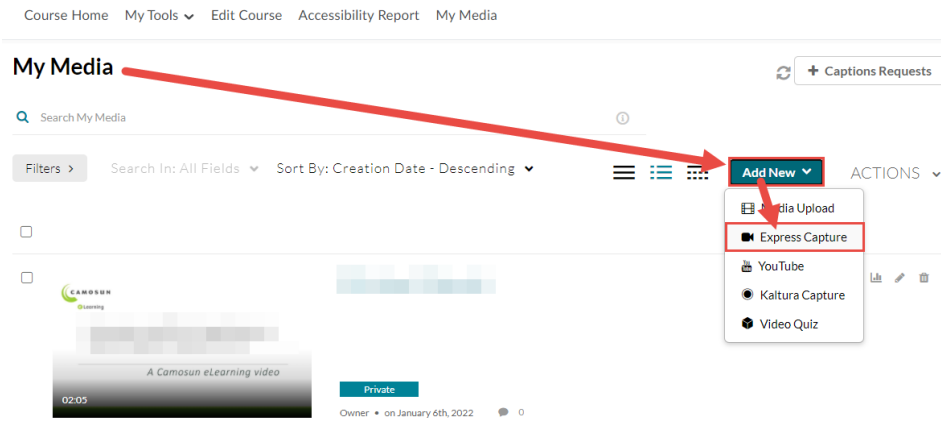 Course Home My Tools Edit Course Accessibility Report My Media
My Media
+ Captions Requests
Search My Media
Filters > Search In: All Fields Sort By: Creation Date - Descending Add New ACTIONS
Media Upload
Express Capture
YouTube
Kaltura Capture
Video Quiz
CAMOSUN
eLearning
A Camosun eLearning video
02:05
Private
Owner • on January 6th, 2022 0